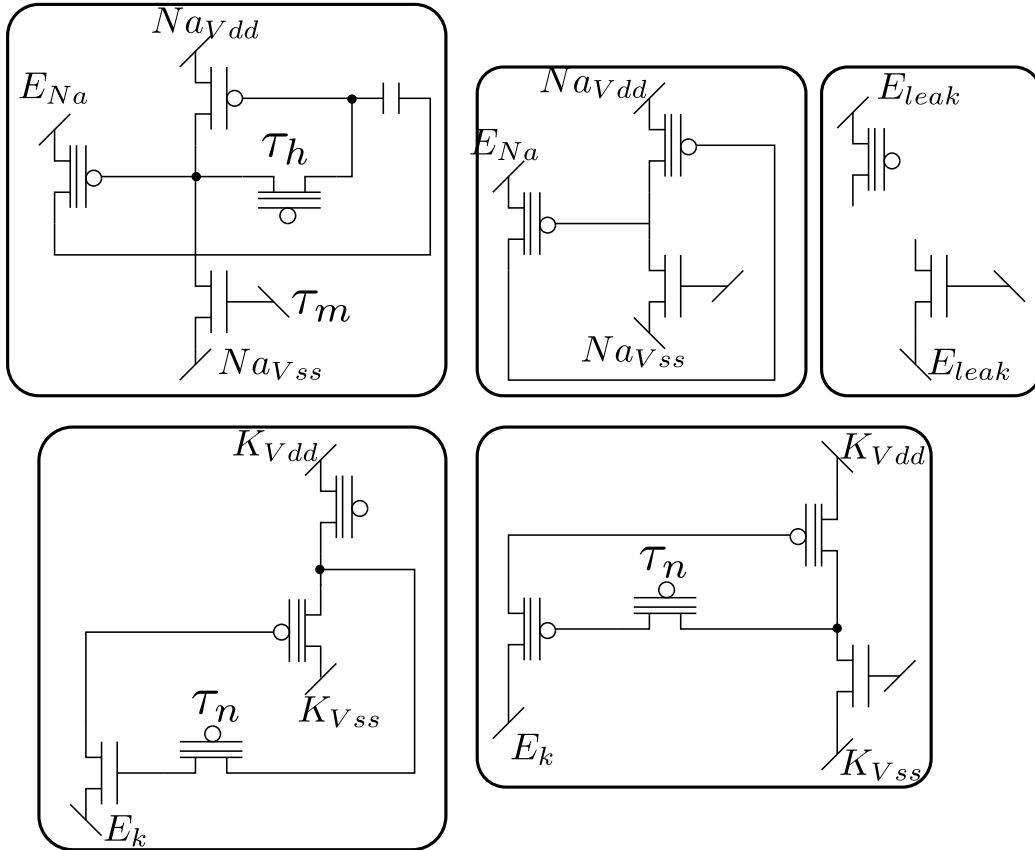 Na_{Vdd}
E_{Na}
τ_h
τ_m
Na_{Vss}
Na_{Vdd}
E_{Na}
Na_{Vss}
E_{leak}
E_{leak}
K_{Vdd}
τ_n
K_{Vss}
E_k
K_{Vdd}
τ_n
E_k
K_{Vss}